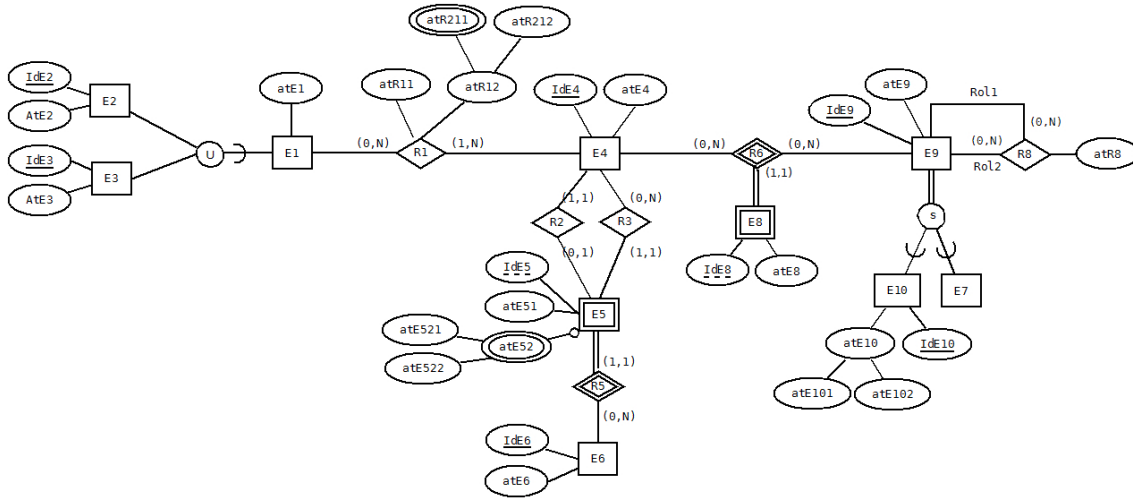 atR211
atR212
IdE2
E2
AtE2
atE1
atR11
atR12
IdE4
atE4
IdE9
atE9
Rol1
(0,N)
IdE3
E3
AtE3
U
E1
(0,N)
R1
(1,N)
E4
(0,N)
R6
(0,N)
(1,1)
E9
(0,N)
Rol2
R8
atR8
(1,1)
(0,N)
R2
R3
(0,1)
(1,1)
E8
IdE8
atE8
s
E10
E7
IdE5
atE51
E5
atE521
atE52
atE522
(1,1)
R5
(0,N)
atE10
IdE10
atE101
atE102
IdE6
E6
atE6